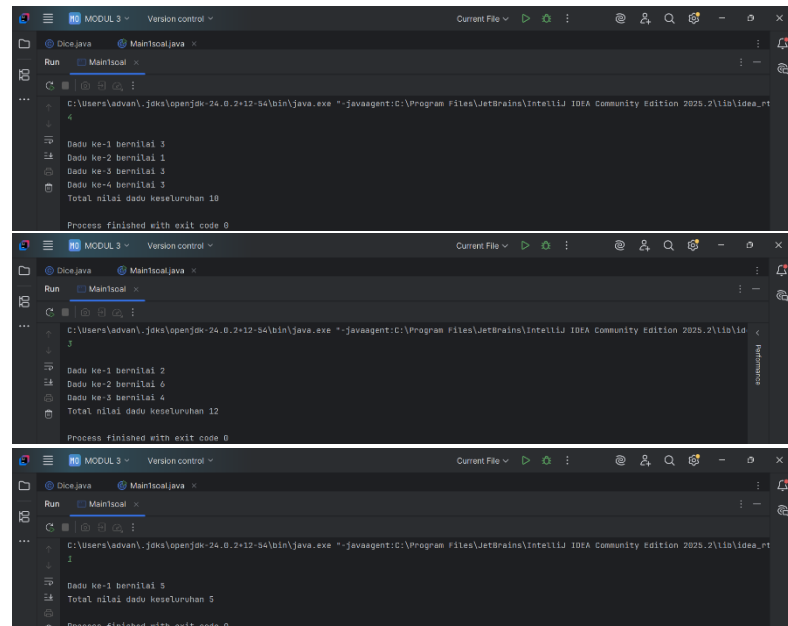 MO MODUL 3 Version control Current File
Dice.java Main1soal.java
Run Main1soal
C:\Users\advan\.jdks\openjdk-24.0.2+12-54\bin\java.exe "-javaagent:C:\Program Files\JetBrains\IntelliJ IDEA Community Edition 2025.2\lib\idea_rt
4
Dadu ke-1 bernilai 3
Dadu ke-2 bernilai 1
Dadu ke-3 bernilai 3
Dadu ke-4 bernilai 3
Total nilai dadu keseluruhan 10
Process finished with exit code 0
MO MODUL 3 Version control Current File
Dice.java Main1soal.java
Run Main1soal
C:\Users\advan\.jdks\openjdk-24.0.2+12-54\bin\java.exe "-javaagent:C:\Program Files\JetBrains\IntelliJ IDEA Community Edition 2025.2\lib\id
3
Performance
Dadu ke-1 bernilai 2
Dadu ke-2 bernilai 6
Dadu ke-3 bernilai 4
Total nilai dadu keseluruhan 12
Process finished with exit code 0
MO MODUL 3 Version control Current File
Dice.java Main1soal.java
Run Main1soal
C:\Users\advan\.jdks\openjdk-24.0.2+12-54\bin\java.exe "-javaagent:C:\Program Files\JetBrains\IntelliJ IDEA Community Edition 2025.2\lib\idea_rt
1
Dadu ke-1 bernilai 5
Total nilai dadu keseluruhan 5
Process finished with exit code 0